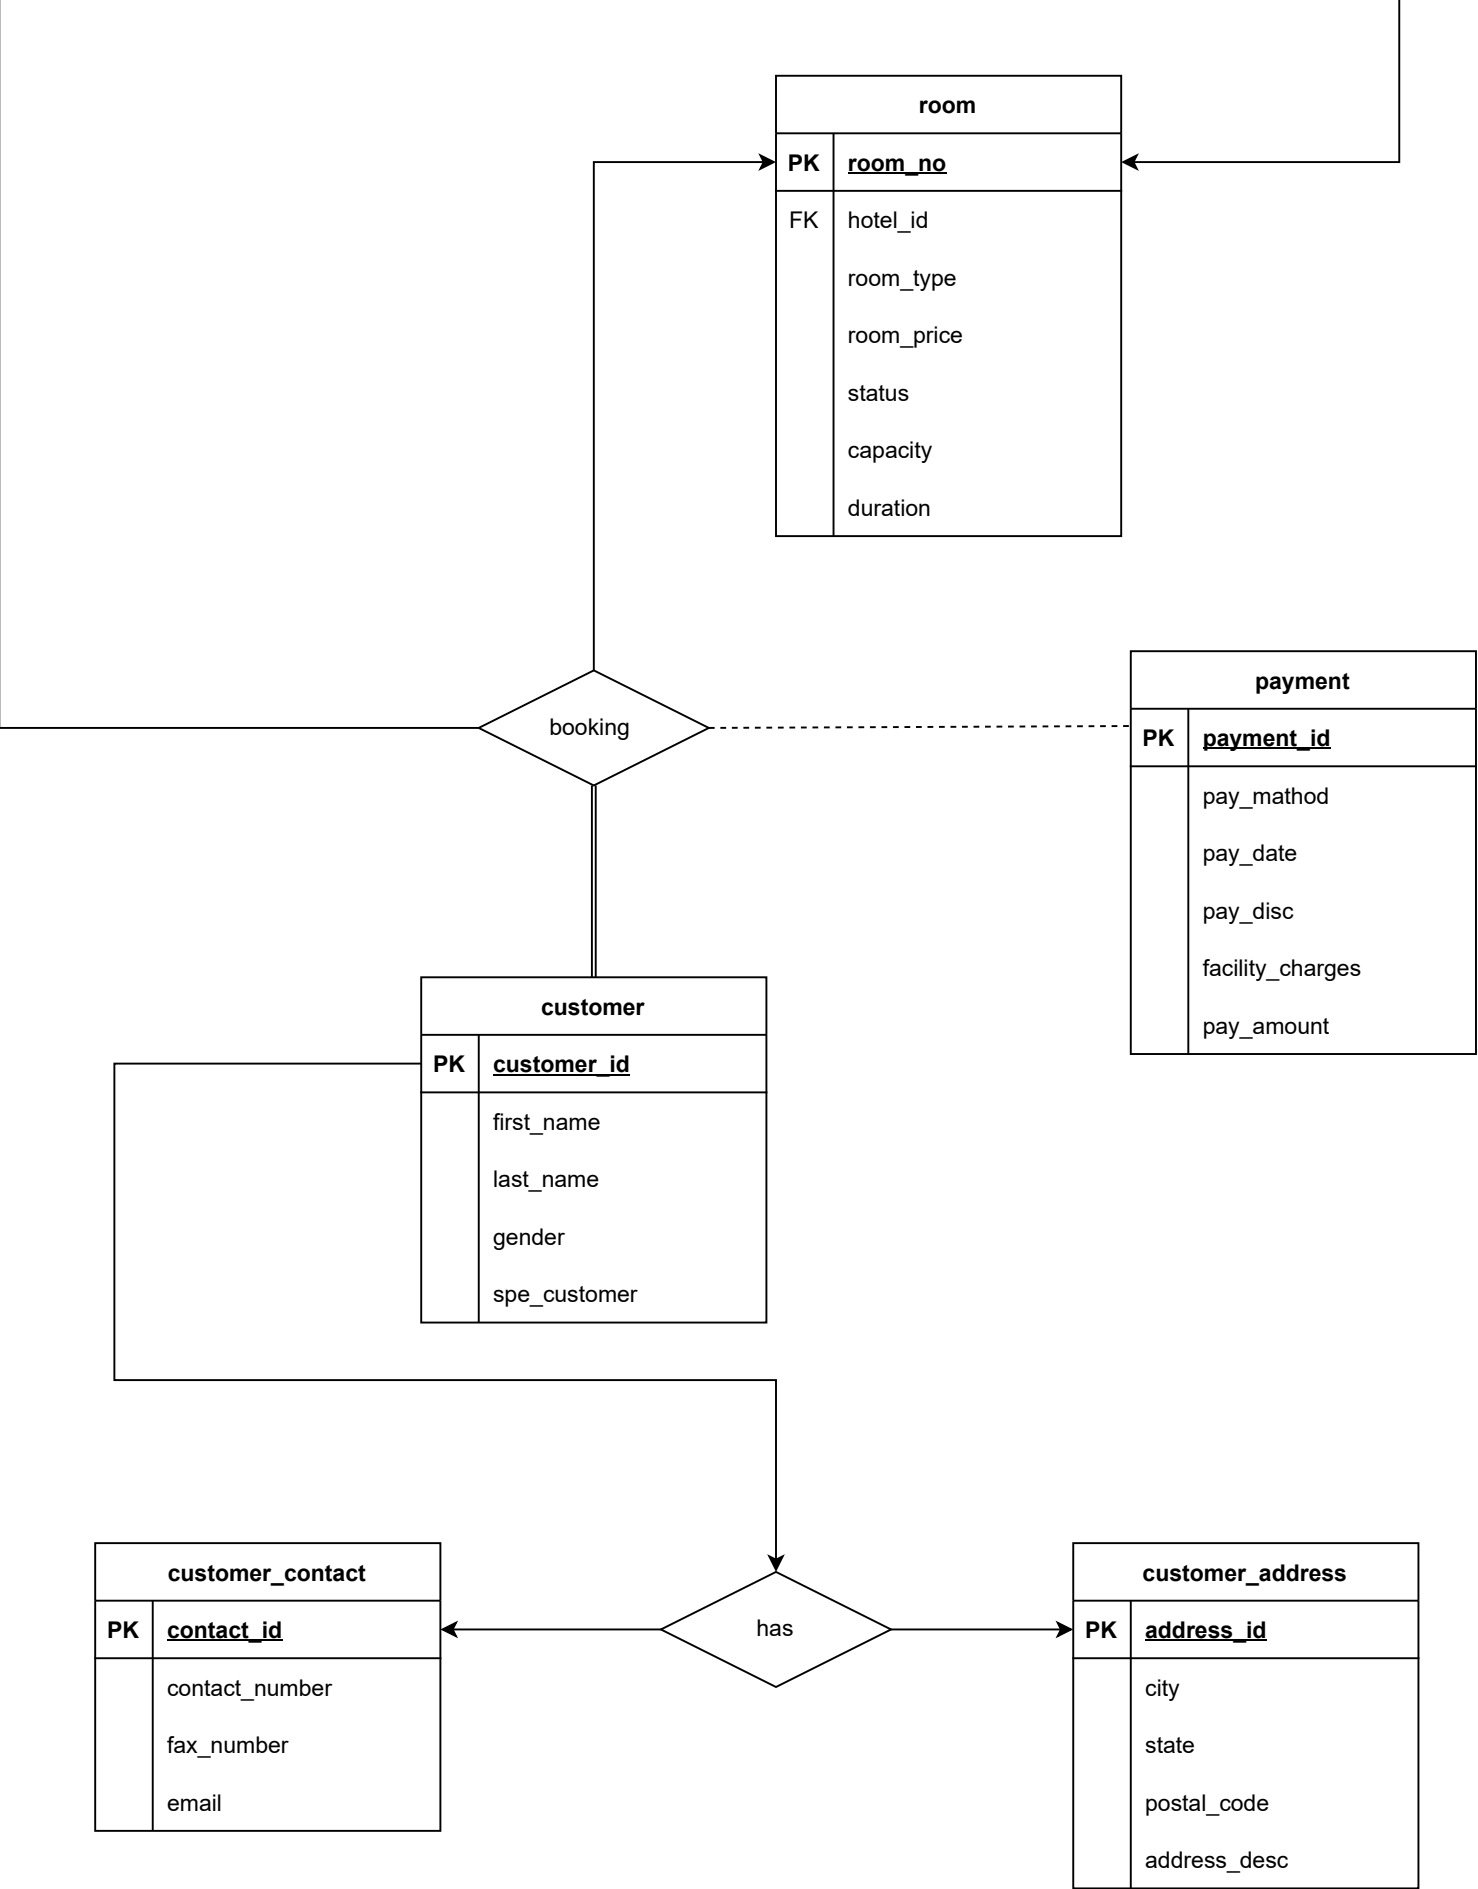 room
PK room_no
FK hotel_id
room_type
room_price
status
capacity
duration
booking
payment
PK payment_id
pay_mathod
pay_date
pay_disc
facility_charges
pay_amount
customer
PK customer_id
first_name
last_name
gender
spe_customer
customer_contact
PK contact_id
contact_number
fax_number
email
has
customer_address
PK address_id
city
state
postal_code
address_desc